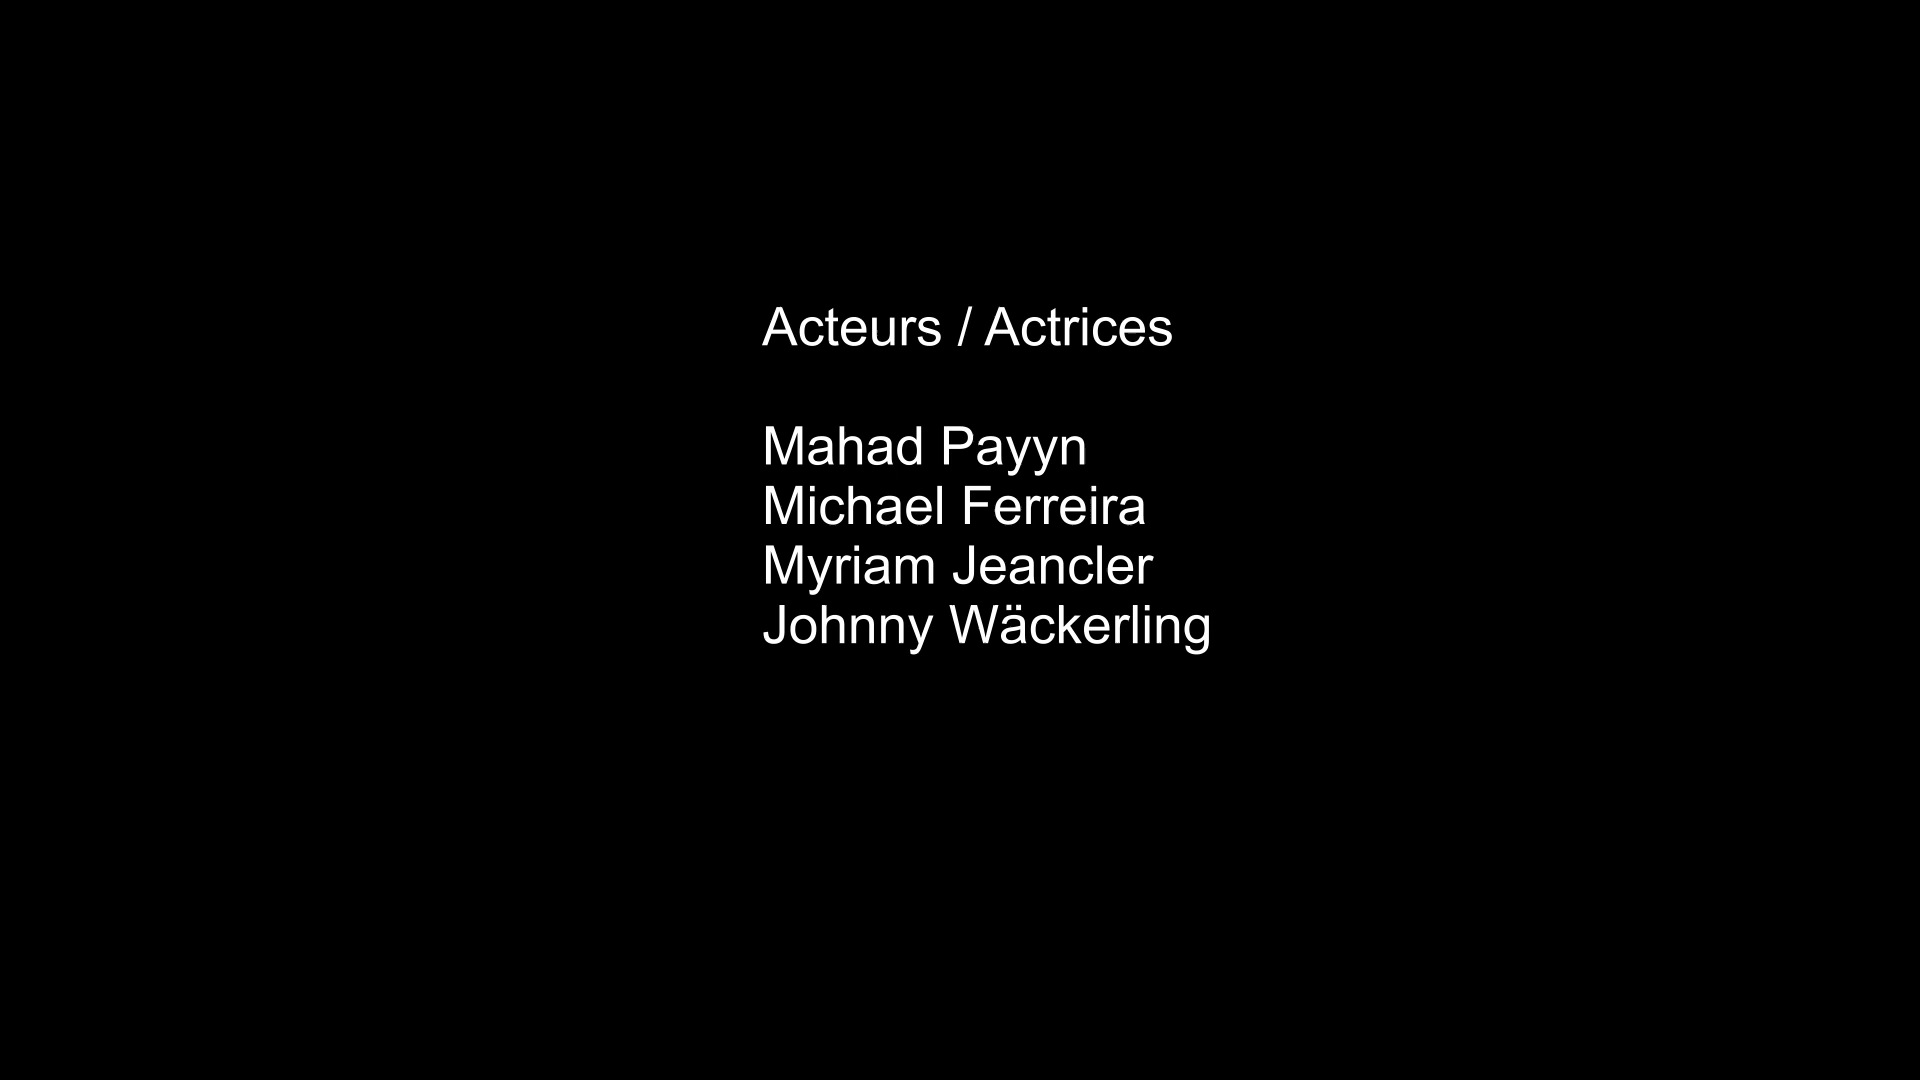 Acteurs / Actrices
Mahad Payyn
Michael Ferreira
Myriam Jeancler
Johnny Wäckerling